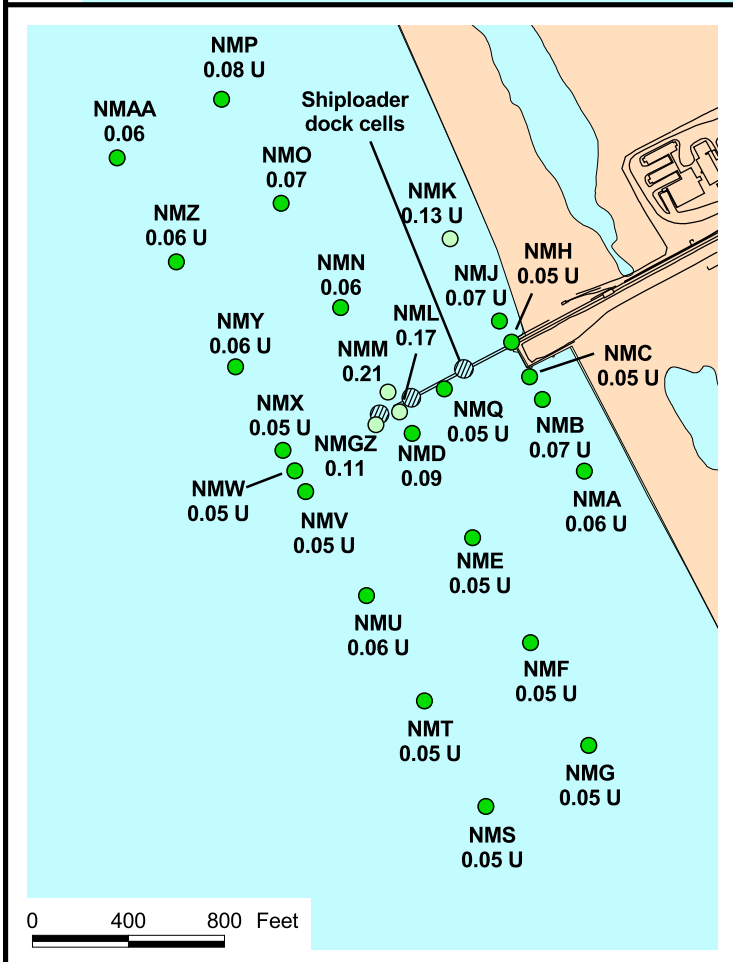 NMP
0.08 U
Shiploader
dock cells
NMAA
0.06
NMO
0.07
NMK
0.13 U
NMZ
0.06 U
NMH
0.05 U
NMN
0.06
NMJ
0.07 U
NML
0.17
NMY
0.06 U
NMM
0.21
NMC
0.05 U
NMX
0.05 U
NMQ
0.05 U
NMB
0.07 U
NMGZ
0.11
NMD
0.09
NMW
0.05 U
NMA
0.06 U
NMV
0.05 U
NME
0.05 U
NMU
0.06 U
NMF
0.05 U
NMT
0.05 U
NMG
0.05 U
NMS
0.05 U
0 400 800 Feet